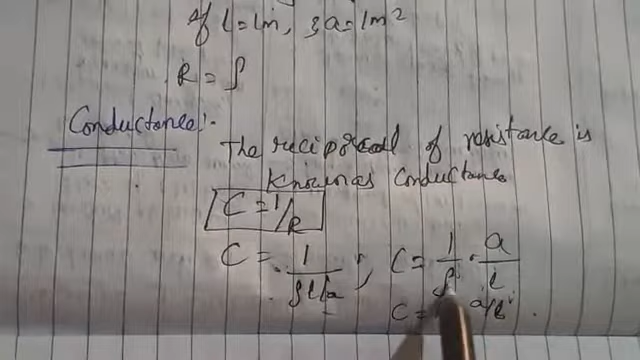 If l=1m, & a=1m²
R = ρ
Conductance:-
The reciprocal of resistance is
known as conductance
C = 1/R
C = 1/ρl/a ; C = 1/ρ . a/l
C = a/l .